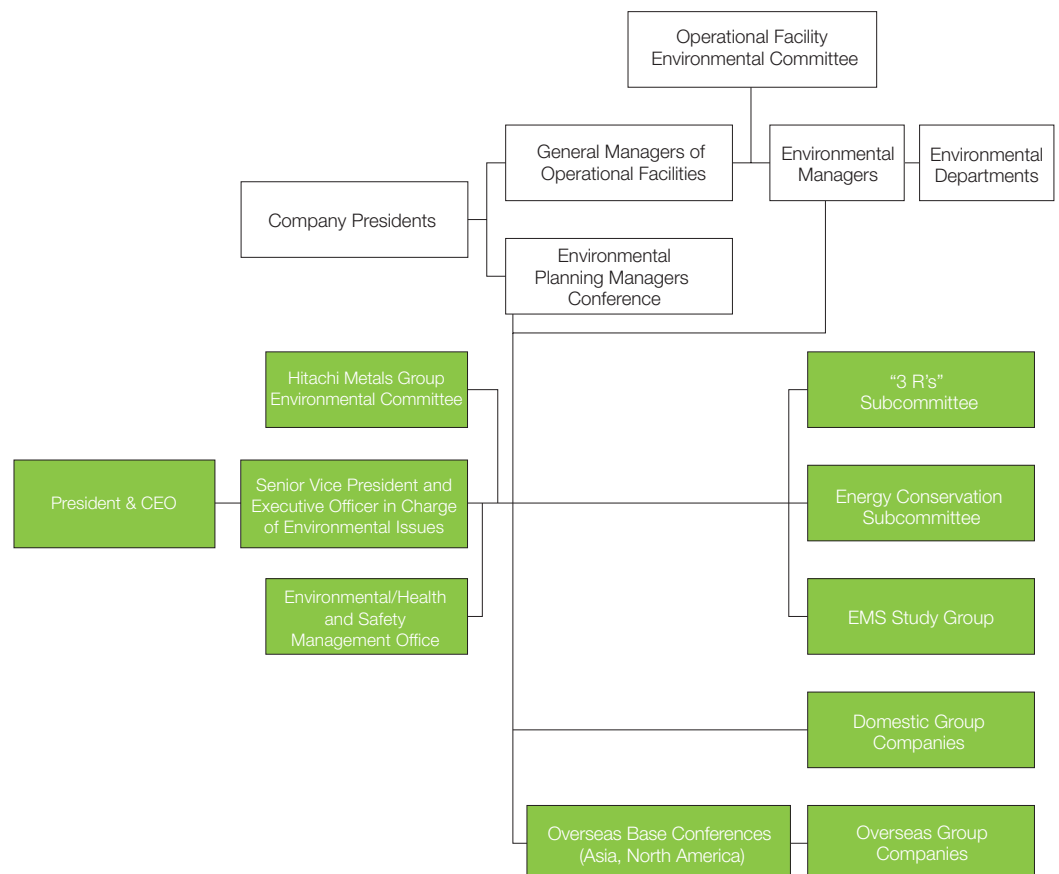 Operational Facility
Environmental Committee
General Managers of
Operational Facilities
Environmental
Managers
Environmental
Departments
Company Presidents
Environmental
Planning Managers
Conference
Hitachi Metals Group
Environmental Committee
“3 R’s”
Subcommittee
President & CEO
Senior Vice President and
Executive Officer in Charge
of Environmental Issues
Energy Conservation
Subcommittee
Environmental/Health
and Safety
Management Office
EMS Study Group
Domestic Group
Companies
Overseas Base Conferences
(Asia, North America)
Overseas Group
Companies